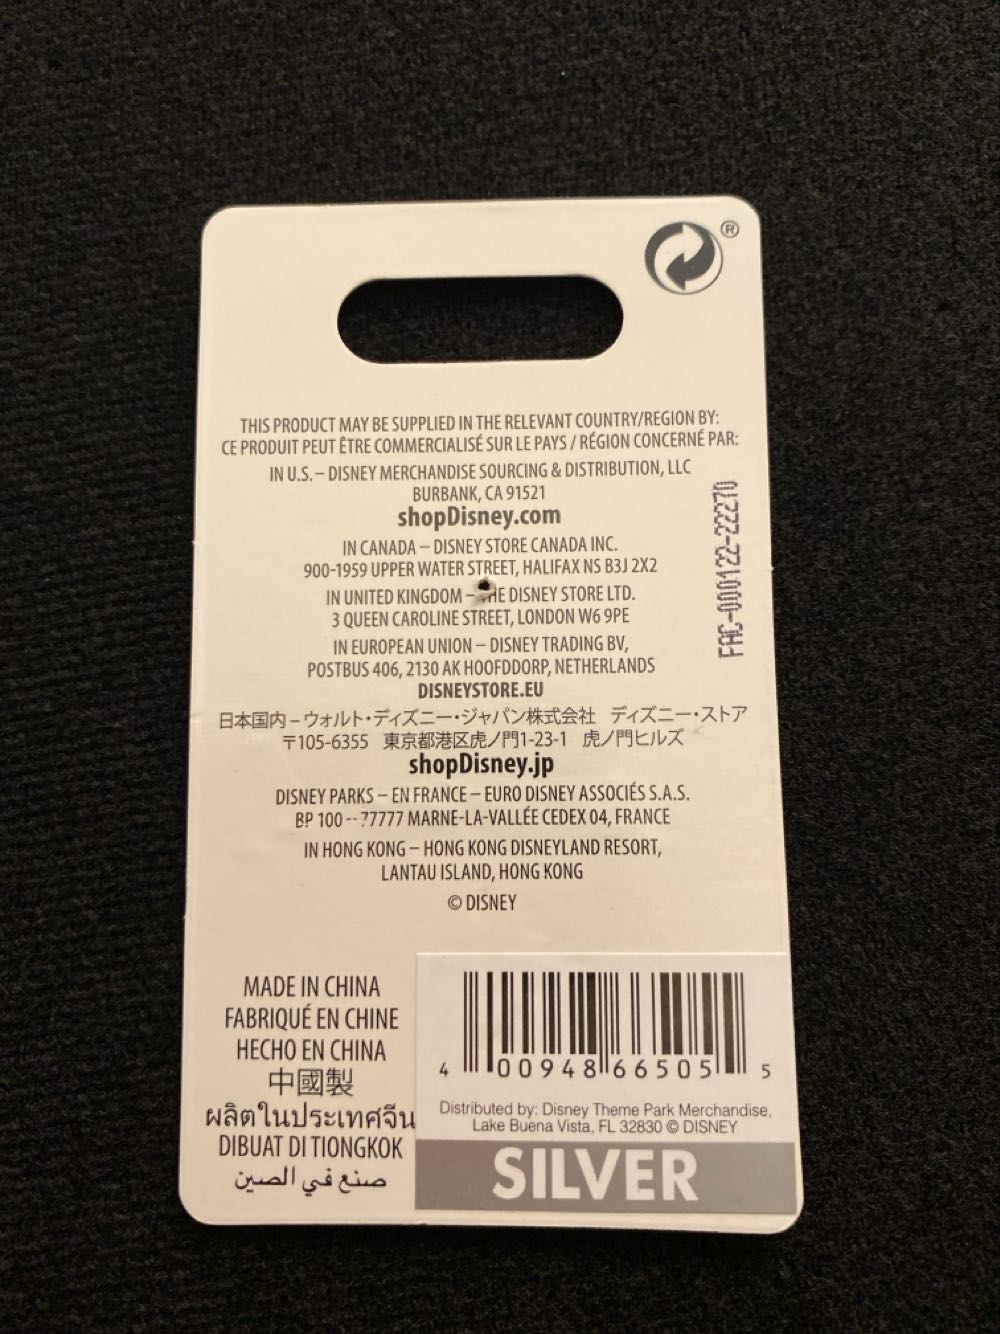 ®
THIS PRODUCT MAY BE SUPPLIED IN THE RELEVANT COUNTRY/REGION BY:
CE PRODUIT PEUT ÊTRE COMMERCIALISÉ SUR LE PAYS / RÉGION CONCERNÉ PAR:
IN U.S. – DISNEY MERCHANDISE SOURCING & DISTRIBUTION, LLC
BURBANK, CA 91521
shopDisney.com
IN CANADA – DISNEY STORE CANADA INC.
900-1959 UPPER WATER STREET, HALIFAX NS B3J 2X2
IN UNITED KINGDOM – THE DISNEY STORE LTD.
3 QUEEN CAROLINE STREET, LONDON W6 9PE
IN EUROPEAN UNION – DISNEY TRADING BV,
POSTBUS 406, 2130 AK HOOFDDORP, NETHERLANDS
DISNEYSTORE.EU
日本国内 – ウォルト・ディズニー・ジャパン株式会社 ディズニー・ストア
〒105-6355 東京都港区虎ノ門1-23-1 虎ノ門ヒルズ
shopDisney.jp
DISNEY PARKS – EN FRANCE – EURO DISNEY ASSOCIÉS S.A.S.
BP 100 -- 77777 MARNE-LA-VALLÉE CEDEX 04, FRANCE
IN HONG KONG – HONG KONG DISNEYLAND RESORT,
LANTAU ISLAND, HONG KONG
© DISNEY
FAC-000122-22270
MADE IN CHINA
FABRIQUÉ EN CHINE
HECHO EN CHINA
中國製
ผลิตในประเทศจีน
DIBUAT DI TIONGKOK
صنع في الصين
4 00948 66505 5
Distributed by: Disney Theme Park Merchandise,
Lake Buena Vista, FL 32830 © DISNEY
SILVER